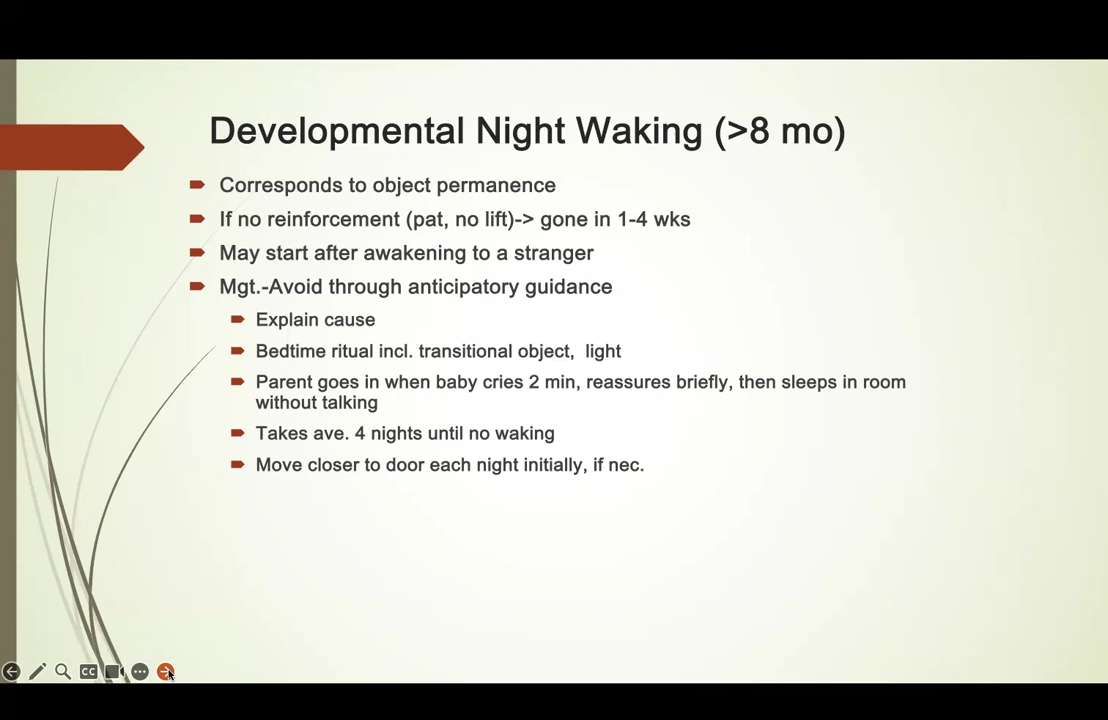 Developmental Night Waking (>8 mo)
Corresponds to object permanence
If no reinforcement (pat, no lift)-> gone in 1-4 wks
May start after awakening to a stranger
Mgt.-Avoid through anticipatory guidance
Explain cause
Bedtime ritual incl. transitional object,  light
Parent goes in when baby cries 2 min, reassures briefly, then sleeps in room
without talking
Takes ave. 4 nights until no waking
Move closer to door each night initially, if nec.
CC